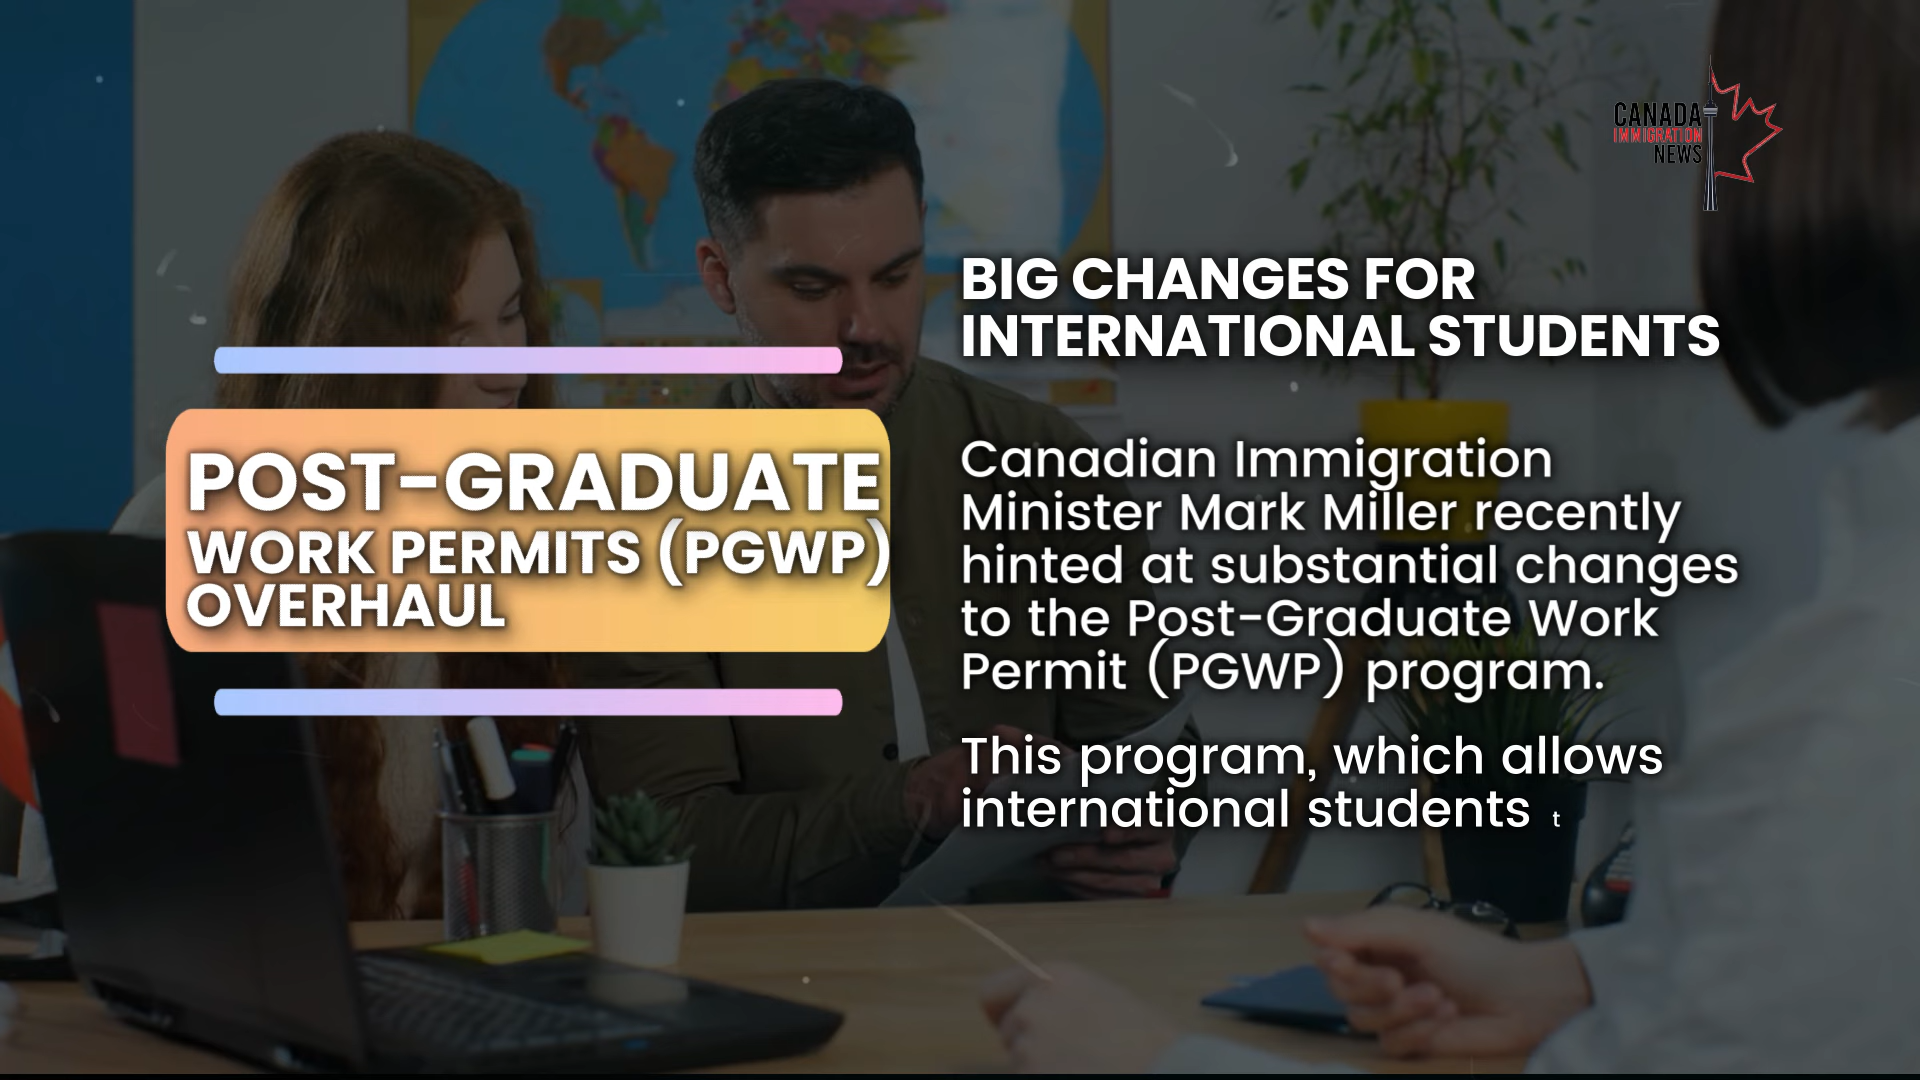 CANADA
IMMIGRATION
NEWS
POST-GRADUATE
WORK PERMITS (PGWP)
OVERHAUL
BIG CHANGES FOR
INTERNATIONAL STUDENTS
Canadian Immigration
Minister Mark Miller recently
hinted at substantial changes
to the Post-Graduate Work
Permit (PGWP) program.
This program, which allows
international students t